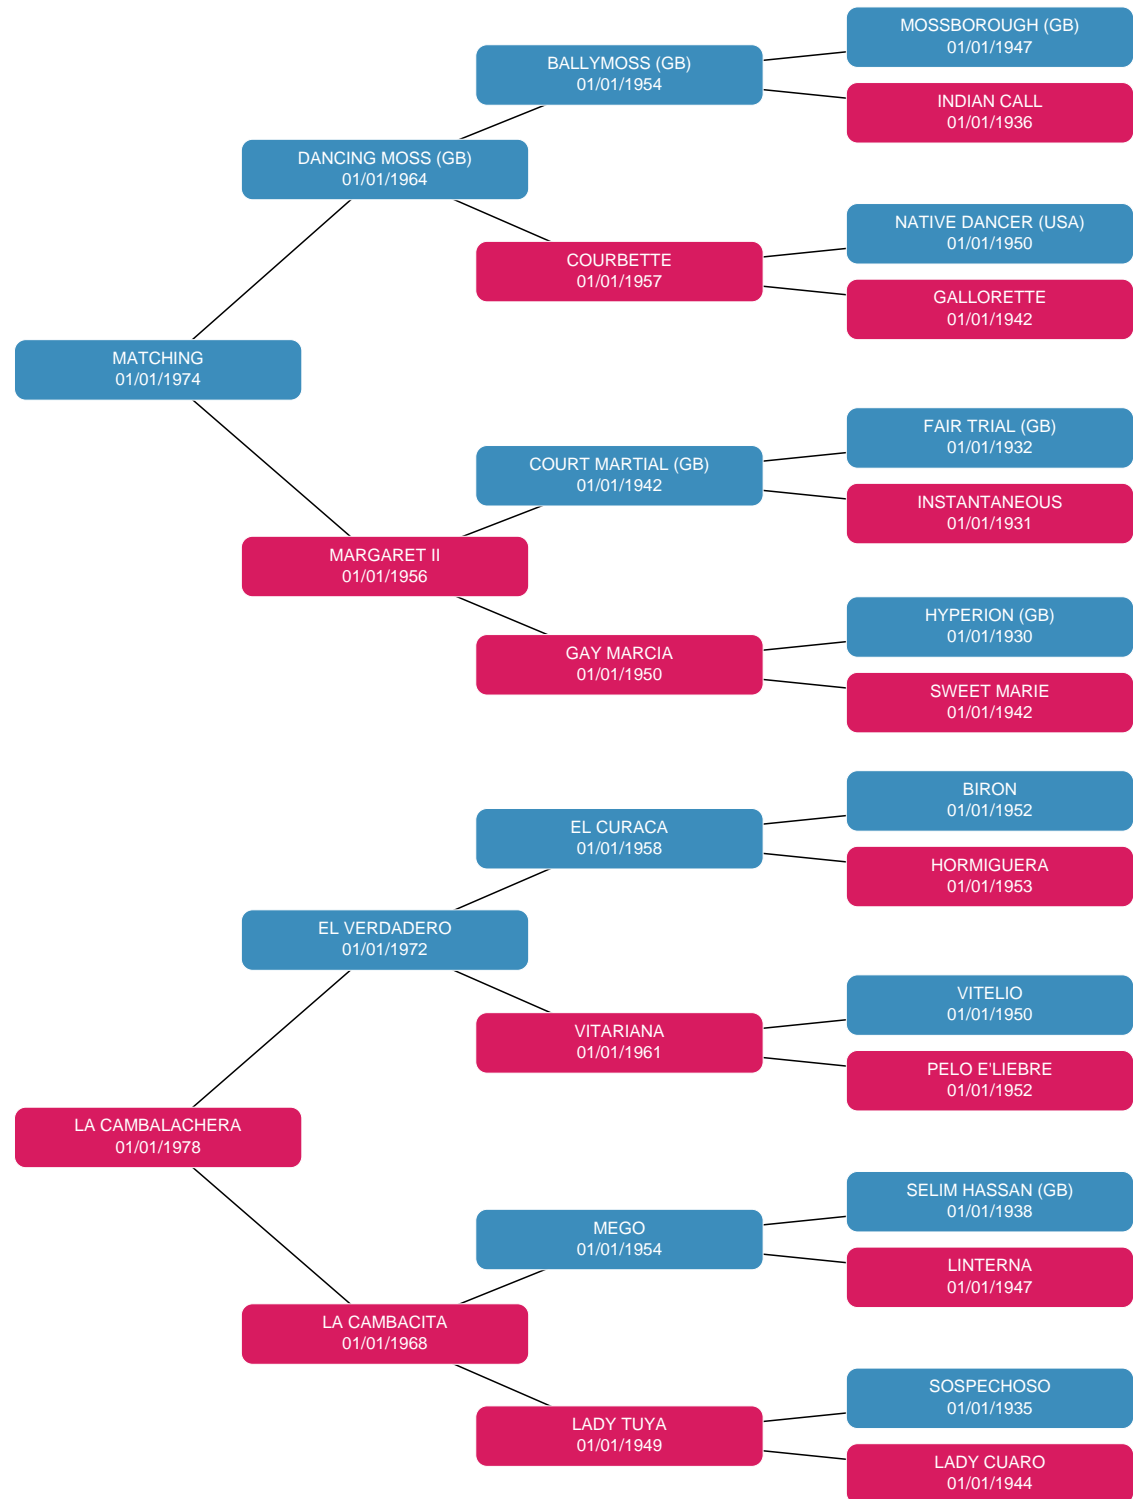 MOSSBOROUGH (GB)
01/01/1947
BALLYMOSS (GB)
01/01/1954
INDIAN CALL
01/01/1936
DANCING MOSS (GB)
01/01/1964
NATIVE DANCER (USA)
01/01/1950
COURBETTE
01/01/1957
GALLORETTE
01/01/1942
MATCHING
01/01/1974
FAIR TRIAL (GB)
01/01/1932
COURT MARTIAL (GB)
01/01/1942
INSTANTANEOUS
01/01/1931
MARGARET II
01/01/1956
HYPERION (GB)
01/01/1930
GAY MARCIA
01/01/1950
SWEET MARIE
01/01/1942
BIRON
01/01/1952
EL CURACA
01/01/1958
HORMIGUERA
01/01/1953
EL VERDADERO
01/01/1972
VITELIO
01/01/1950
VITARIANA
01/01/1961
PELO E'LIEBRE
01/01/1952
LA CAMBALACHERA
01/01/1978
SELIM HASSAN (GB)
01/01/1938
MEGO
01/01/1954
LINTERNA
01/01/1947
LA CAMBACITA
01/01/1968
SOSPECHOSO
01/01/1935
LADY TUYA
01/01/1949
LADY CUARO
01/01/1944